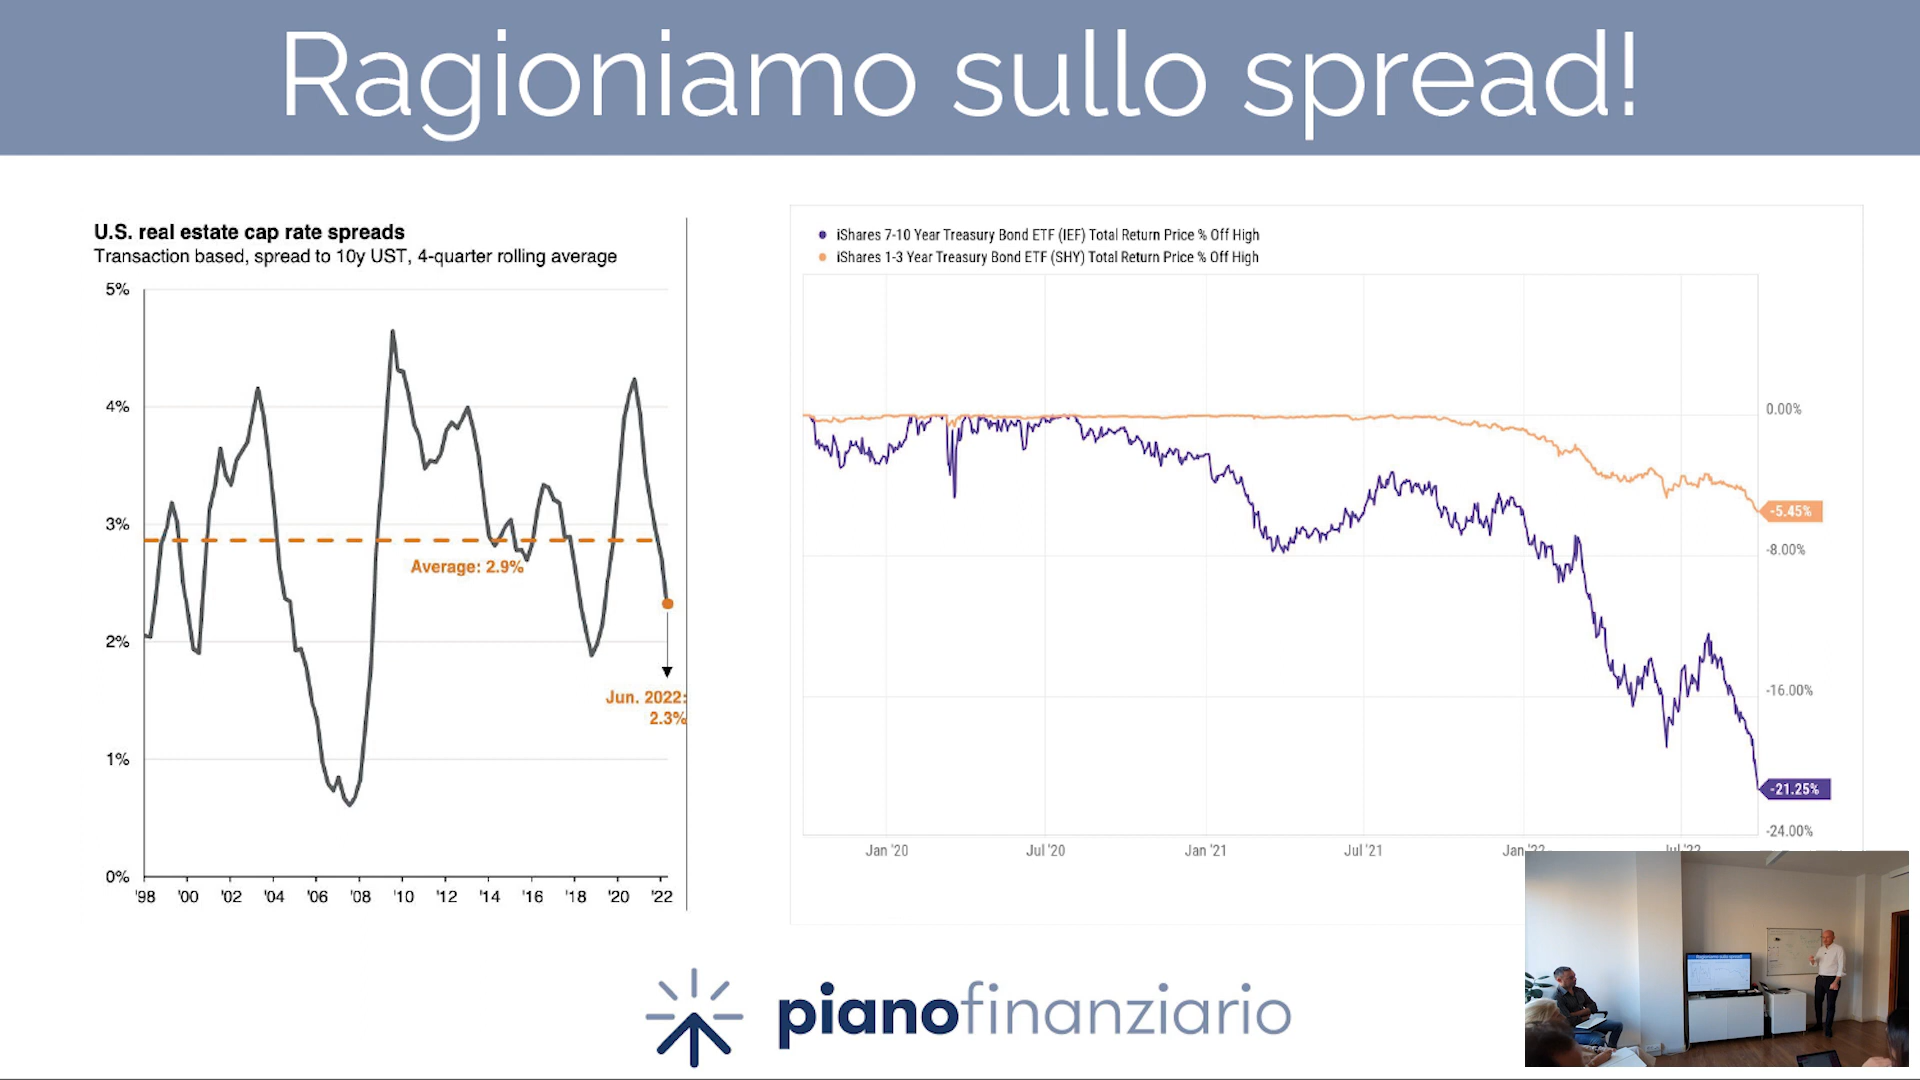 Ragioniamo sullo spread!
U.S. real estate cap rate spreads
Transaction based, spread to 10y UST, 4-quarter rolling average
5%
4%
3%
2%
1%
0%
Average: 2.9%
Jun. 2022:
2.3%
'98 '00 '02 '04 '06 '08 '10 '12 '14 '16 '18 '20 '22
iShares 7-10 Year Treasury Bond ETF (IEF) Total Return Price % Off High
iShares 1-3 Year Treasury Bond ETF (SHY) Total Return Price % Off High
0.00%
-5.45%
-8.00%
-16.00%
-21.25%
-24.00%
Jan '20 Jul '20 Jan '21 Jul '21 Jan
pianofinanziario
Ragioniamo sullo spread!